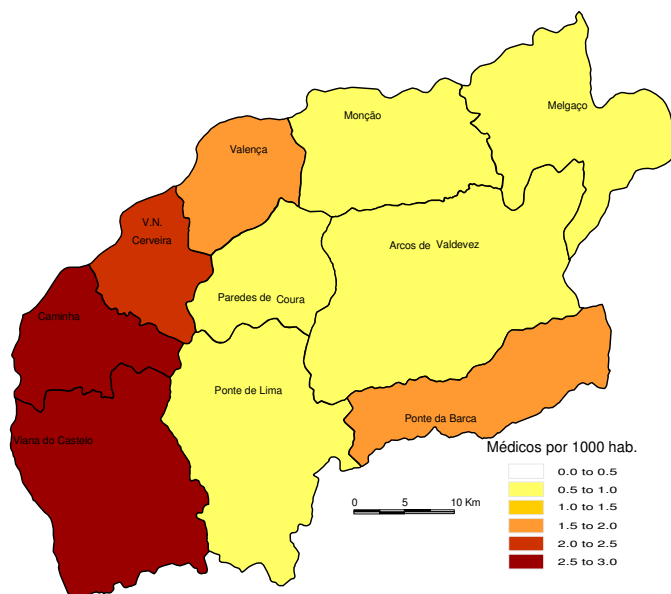 Melgaço
Monção
Valença
V.N.
Cerveira
Arcos de Valdevez
Paredes de Coura
Caminha
Ponte de Lima
Ponte da Barca
Viana do Castelo
Médicos por 1000 hab.
0.0 to 0.5
0.5 to 1.0
1.0 to 1.5
1.5 to 2.0
2.0 to 2.5
2.5 to 3.0
0 5 10 Km